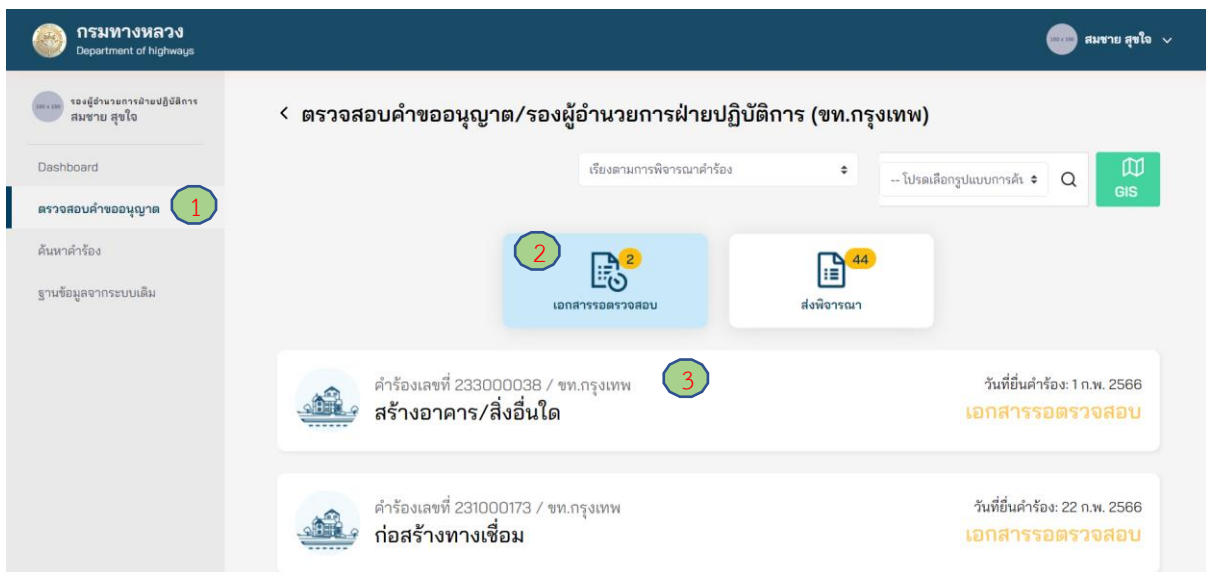 กรมทางหลวง
Department of highways
สมชาย สุขใจ
รองผู้อำนวยการฝ่ายปฏิบัติการ
สมชาย สุขใจ
Dashboard
ตรวจสอบคำขออนุญาต 1
ค้นหาคำร้อง
ฐานข้อมูลจากระบบเดิม
< ตรวจสอบคำขออนุญาต/รองผู้อำนวยการฝ่ายปฏิบัติการ (ขท.กรุงเทพ)
เรียงตามการพิจารณาคำร้อง
-- โปรดเลือกรูปแบบการค้น
GIS
2
2
เอกสารรอตรวจสอบ
44
ส่งพิจารณา
คำร้องเลขที่ 233000038 / ขท.กรุงเทพ 3
สร้างอาคาร/สิ่งอื่นใด
วันที่ยื่นคำร้อง: 1 ก.พ. 2566
เอกสารรอตรวจสอบ
คำร้องเลขที่ 231000173 / ขท.กรุงเทพ
ก่อสร้างทางเชื่อม
วันที่ยื่นคำร้อง: 22 ก.พ. 2566
เอกสารรอตรวจสอบ